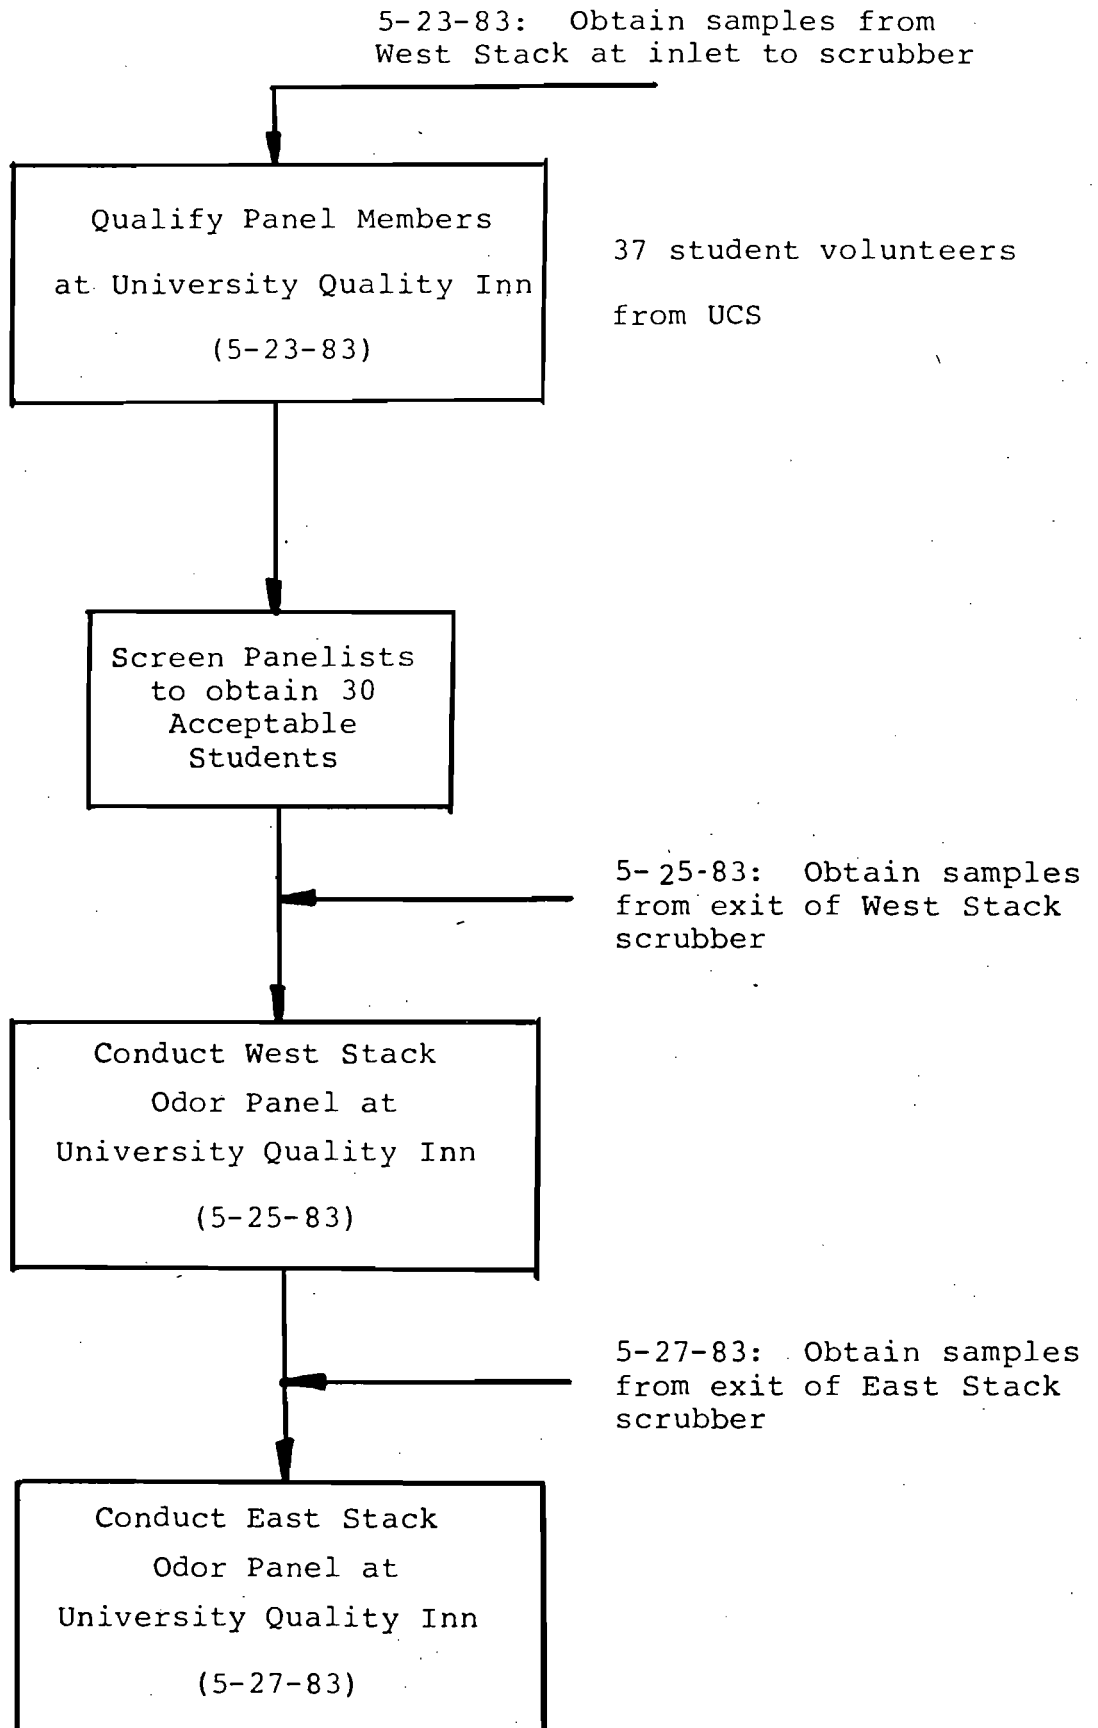 5-23-83: Obtain samples from
West Stack at inlet to scrubber
Qualify Panel Members
at University Quality Inn
(5-23-83)
37 student volunteers
from UCS
Screen Panelists
to obtain 30
Acceptable
Students
5-25-83: Obtain samples
from exit of West Stack
scrubber
Conduct West Stack
Odor Panel at
University Quality Inn
(5-25-83)
5-27-83: Obtain samples
from exit of East Stack
scrubber
Conduct East Stack
Odor Panel at
University Quality Inn
(5-27-83)